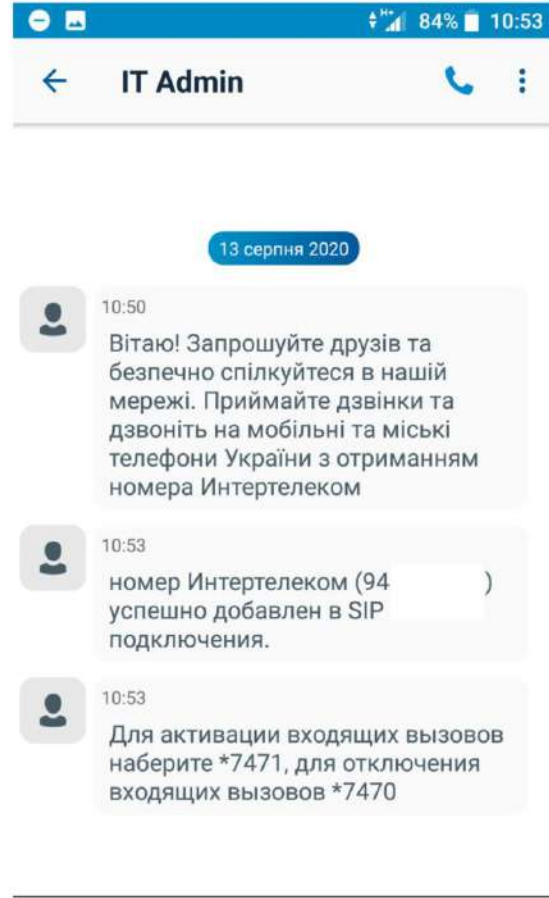 H+ 84% 10:53
IT Admin
13 серпня 2020
10:50
Вітаю! Запрошуйте друзів та
безпечно спілкуйтеся в нашій
мережі. Приймайте дзвінки та
дзвоніть на мобільні та міські
телефони України з отриманням
номера Интертелеком
10:53
номер Интертелеком (94 )
успешно добавлен в SIP
подключения.
10:53
Для активации входящих вызовов
наберите *7471, для отключения
входящих вызовов *7470